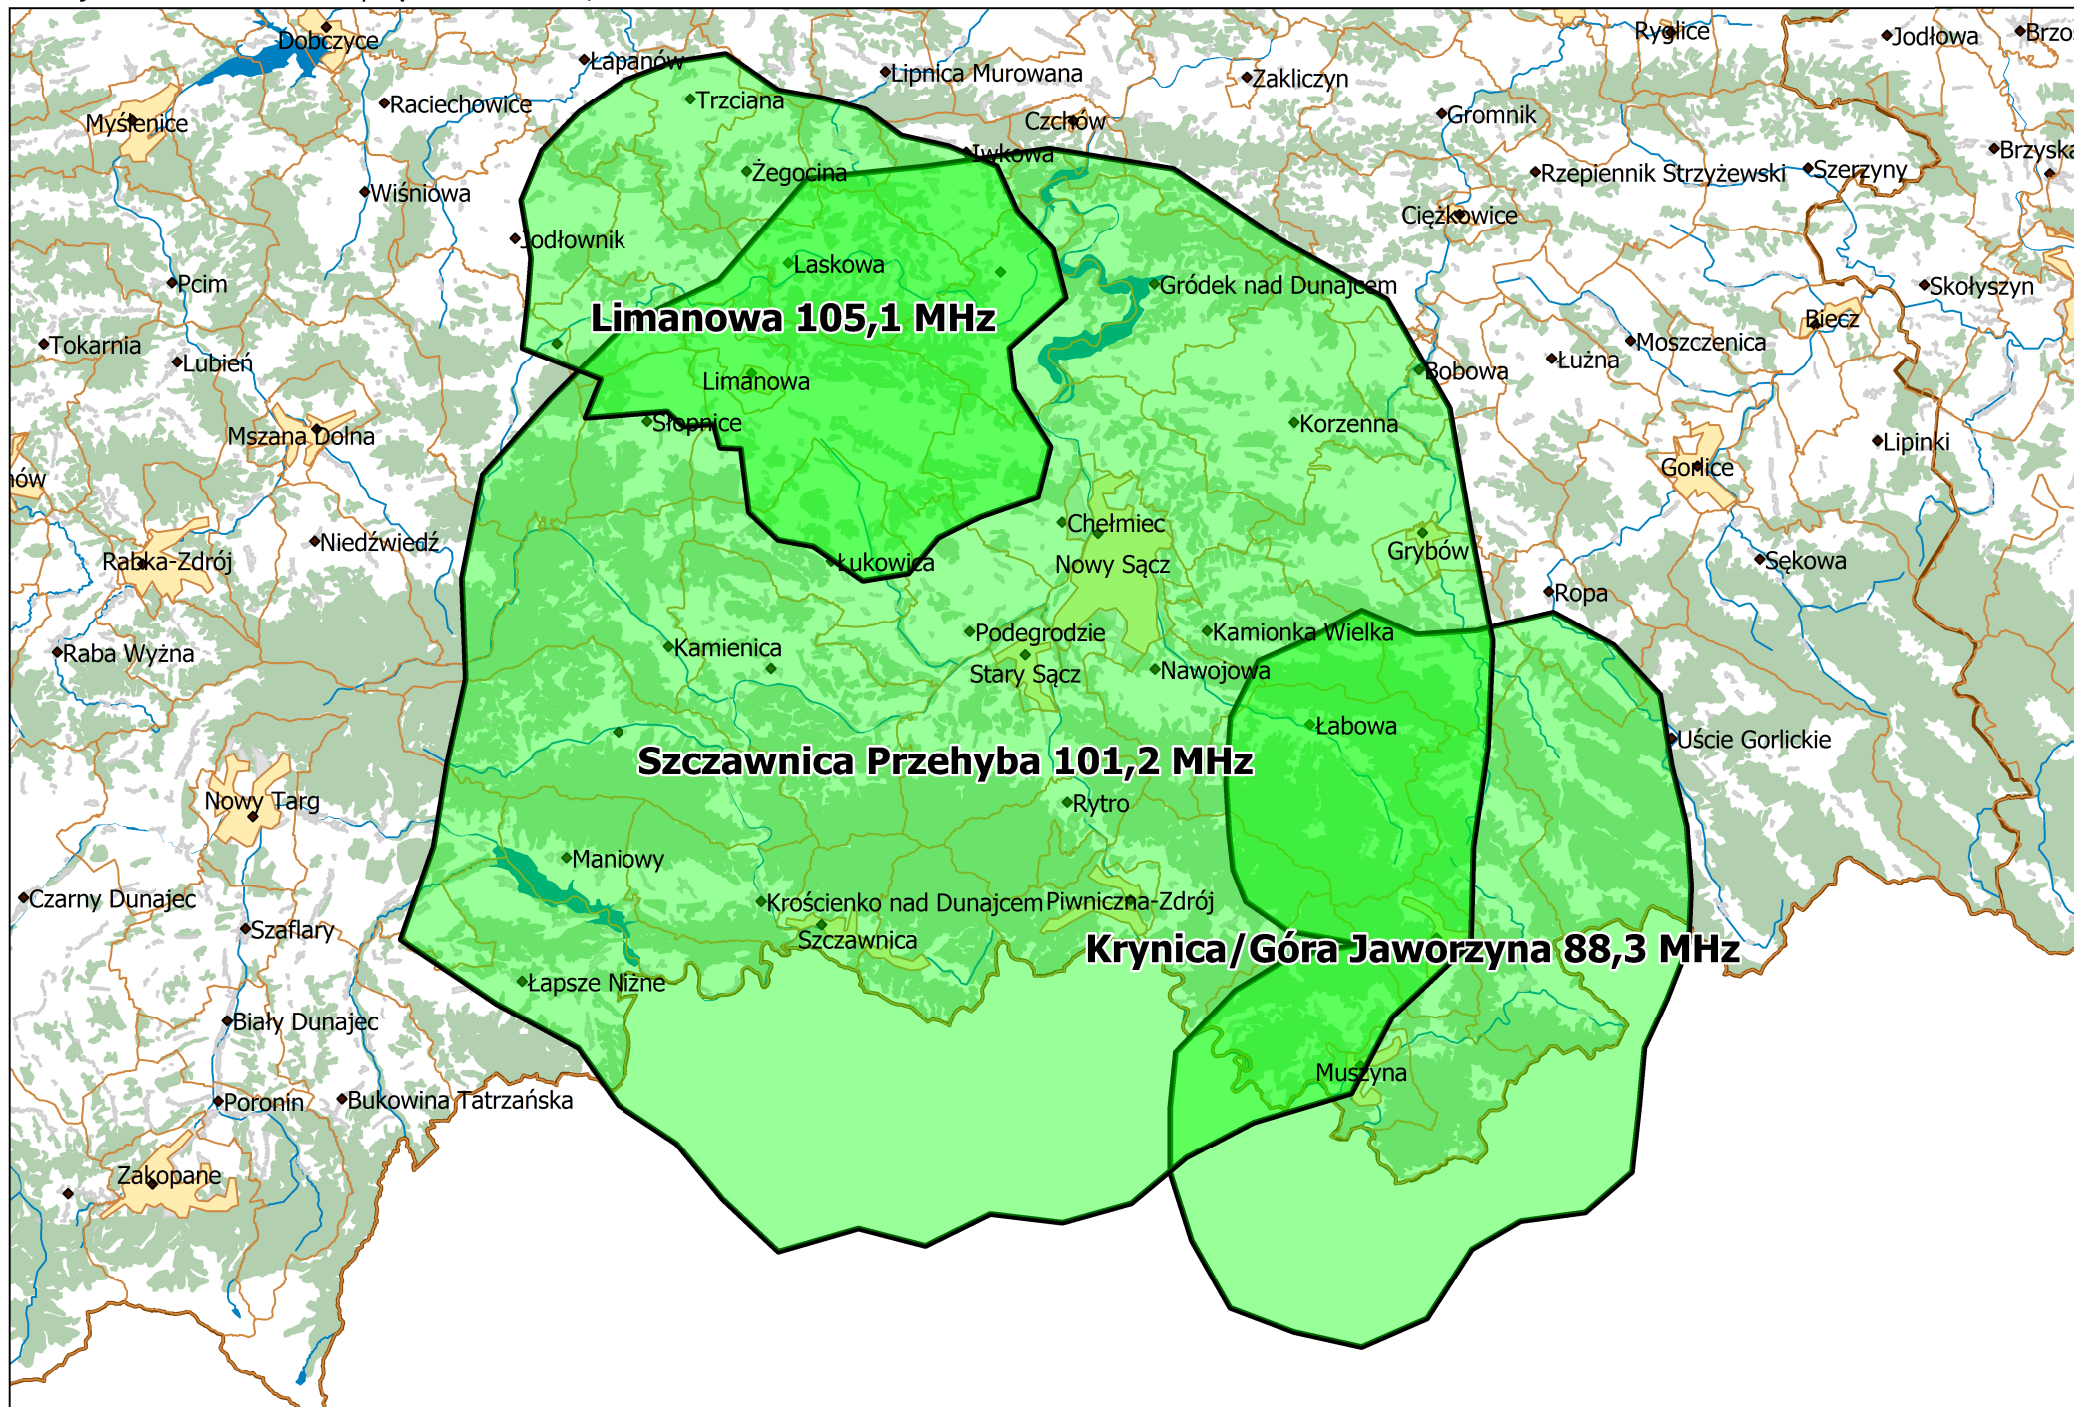 Dobczyce
Łapanów
Lipnica Murowana
Zakliczyn
Ryglice
Jodłowa
Raciechowice
Trzciana
Myślenice
Czchów
Gromnik
Iwkowa
Żegocina
Rzepiennik Strzyżewski
Szerzyny
Wiśniowa
Ciężkowice
Jodłownik
Laskowa
Pcim
Gródek nad Dunajcem
Skołyszyn
Limanowa 105,1 MHz
Biecz
Tokarnia
Lubień
Moszczenica
Łużna
Bobowa
Limanowa
Słopnice
Korzenna
Mszana Dolna
Lipinki
Gorlice
Chełmiec
Niedźwiedź
Grybów
Rabka-Zdrój
Łukowica
Nowy Sącz
Sękowa
Ropa
Podegrodzie
Kamionka Wielka
Kamienica
Raba Wyżna
Stary Sącz
Nawojowa
Łabowa
Uście Gorlickie
Szczawnica Przehyba 101,2 MHz
Nowy Targ
Rytro
Maniowy
Czarny Dunajec
Krościenko nad Dunajcem
Piwniczna-Zdrój
Szaflary
Szczawnica
Krynica/Góra Jaworzyna 88,3 MHz
Łapsze Niżne
Biały Dunajec
Muszyna
Poronin
Bukowina Tatrzańska
Zakopane